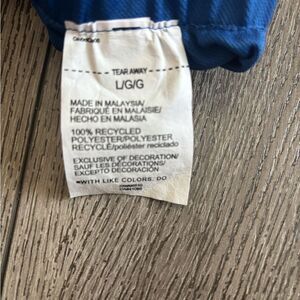 TEAR AWAY
L/G/G
MADE IN MALAYSIA/
FABRIQUÉ EN MALAISIE/
HECHO EN MALASIA
100% RECYCLED
POLYESTER/POLYESTER
RECYCLÉ/poliéster reciclado
EXCLUSIVE OF DECORATION/
SAUF LES DÉCORATIONS/
EXCEPTO DECORACIÓN
WITH LIKE COLORS. DO